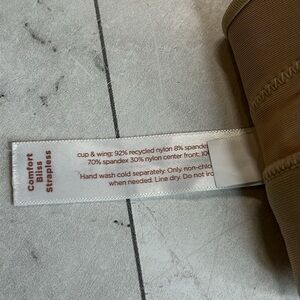 Comfort
Bliss
Strapless
cup & wing: 92% recycled nylon 8% spandex
70% spandex 30% nylon center front: 10
Hand wash cold separately. Only non-chlo
when needed. Line dry. Do not iro